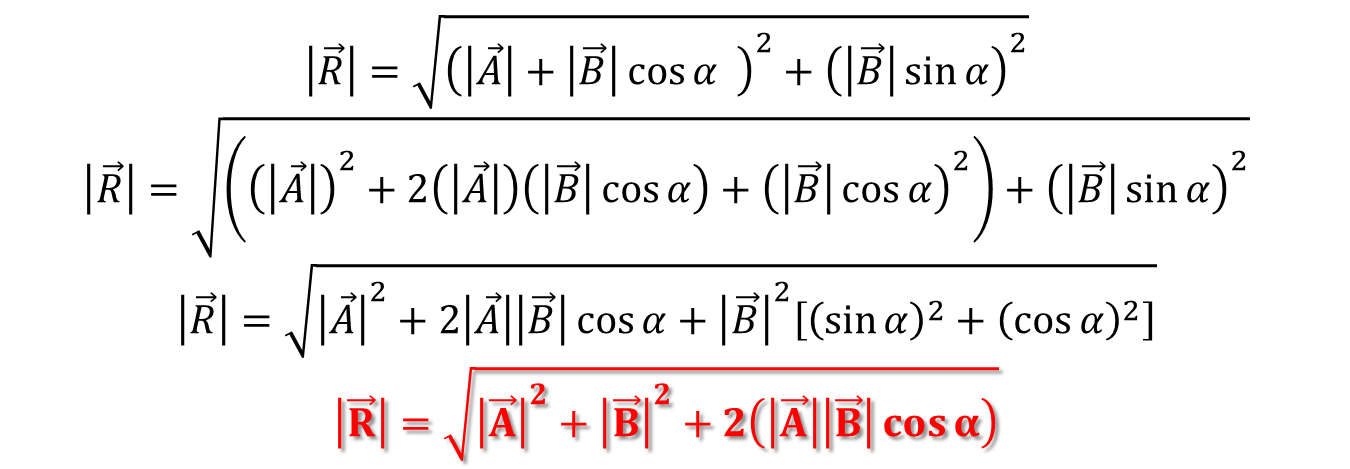 |R⃗| = √((|A⃗| + |B⃗| cos α )² + (|B⃗| sin α)²)
|R⃗| = √(((|A⃗|)² + 2(|A⃗|)(|B⃗| cos α) + (|B⃗| cos α)²) + (|B⃗| sin α)²)
|R⃗| = √(|A⃗|² + 2|A⃗||B⃗| cos α + |B⃗|²[(sin α)² + (cos α)²])
|R⃗| = √(|A⃗|² + |B⃗|² + 2(|A⃗||B⃗| cos α))